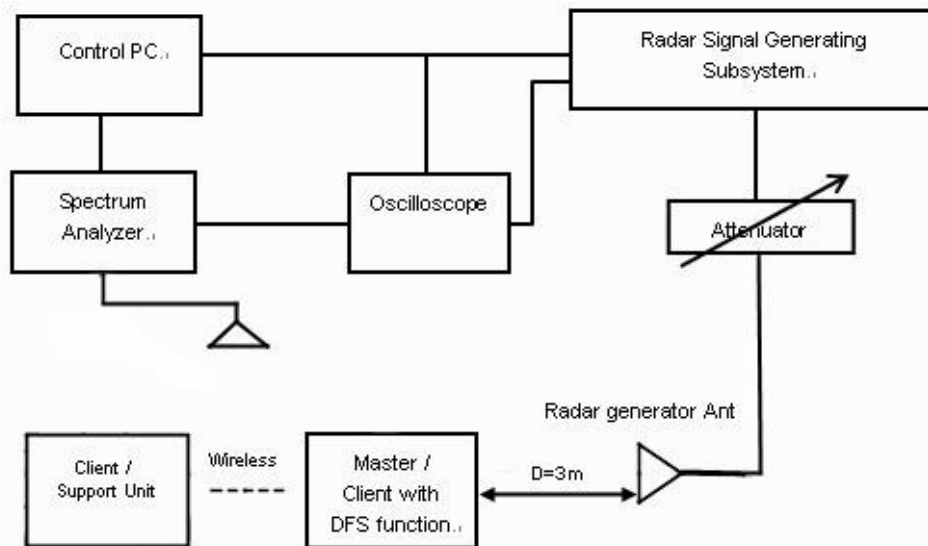 Control PC.
Radar Signal Generating
Subsystem.
Spectrum
Analyzer.
Oscilloscope
Attenuator
Radar generator Ant
Client /
Support Unit
Wireless
Master /
Client with
DFS function.
D=3m